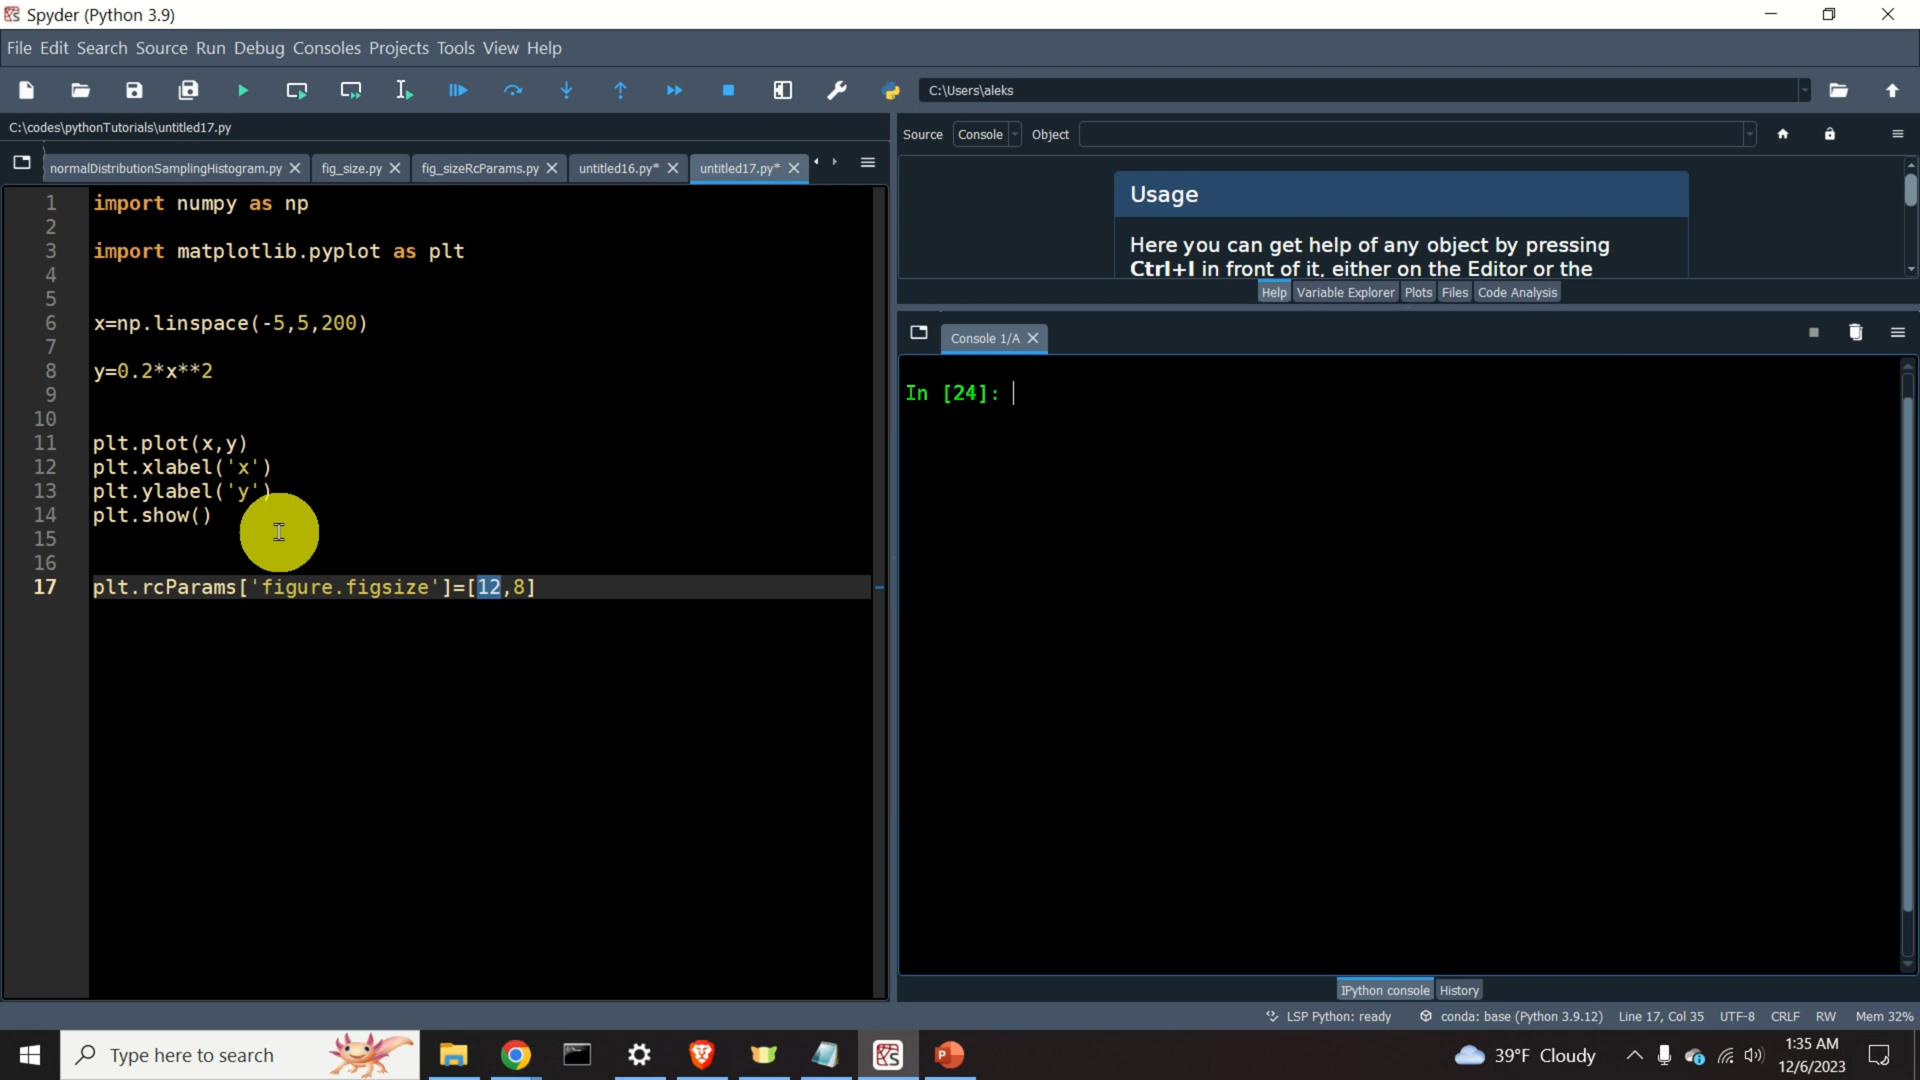 Spyder (Python 3.9)
File Edit Search Source Run Debug Consoles Projects Tools View Help
C:\Users\aleks
C:\codes\pythonTutorials\untitled17.py
normalDistributionSamplingHistogram.py fig_size.py fig_sizeRcParams.py untitled16.py* untitled17.py*
1 import numpy as np
2
3 import matplotlib.pyplot as plt
4
5
6 x=np.linspace(-5,5,200)
7
8 y=0.2*x**2
9
10
11 plt.plot(x,y)
12 plt.xlabel('x')
13 plt.ylabel('y')
14 plt.show()
15
16
17 plt.rcParams['figure.figsize']=[12,8]
Source Console Object
Usage
Here you can get help of any object by pressing
Ctrl+I in front of it, either on the Editor or the
Help Variable Explorer Plots Files Code Analysis
Console 1/A
In [24]:
IPython console History
LSP Python: ready conda: base (Python 3.9.12) Line 17, Col 35 UTF-8 CRLF RW Mem 32%
Type here to search
39°F Cloudy
1:35 AM
12/6/2023